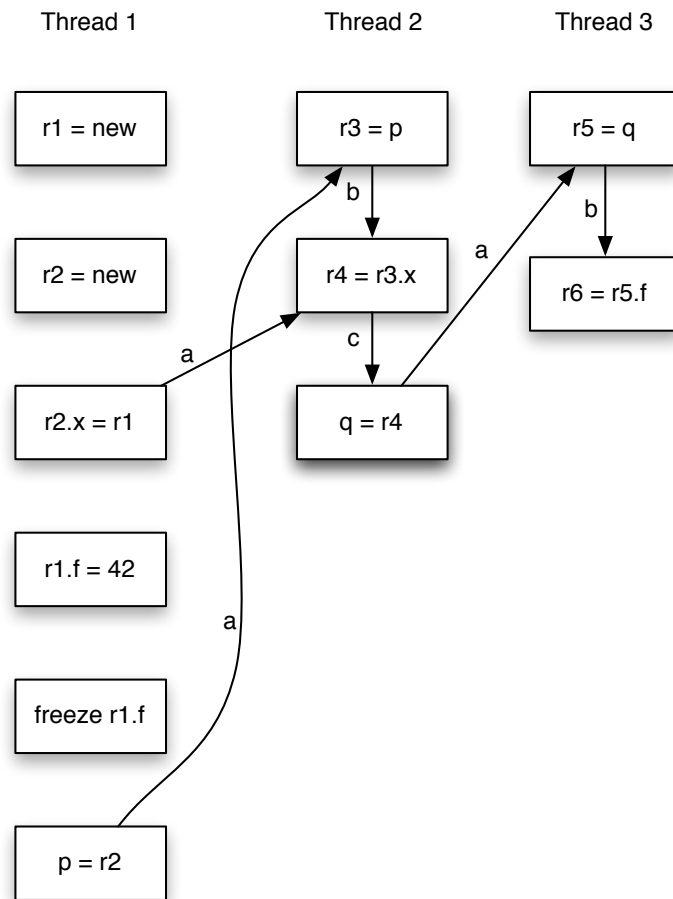 Thread 1
Thread 2
Thread 3
r1 = new
r3 = p
r5 = q
b
b
r2 = new
r4 = r3.x
r6 = r5.f
a
a
c
r2.x = r1
q = r4
r1.f = 42
a
freeze r1.f
p = r2